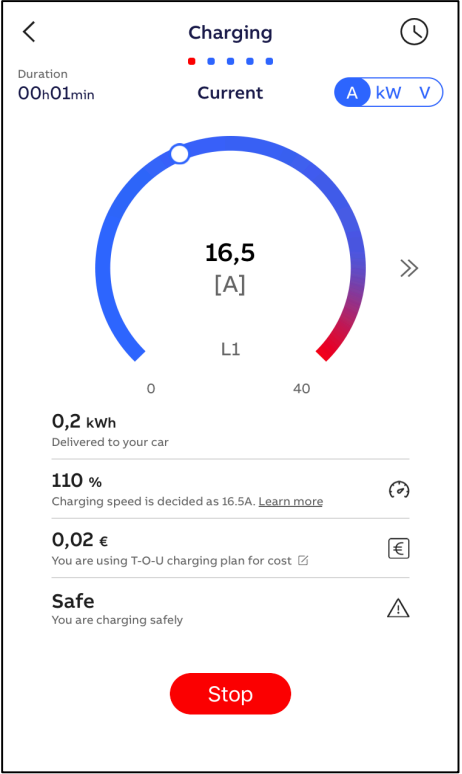 Charging
Duration
00h01min
Current
A kW V
16,5
[A]
L1
0 40
0,2 kWh
Delivered to your car
110 %
Charging speed is decided as 16.5A. Learn more
0,02 €
€
You are using T-O-U charging plan for cost
Safe
You are charging safely
Stop